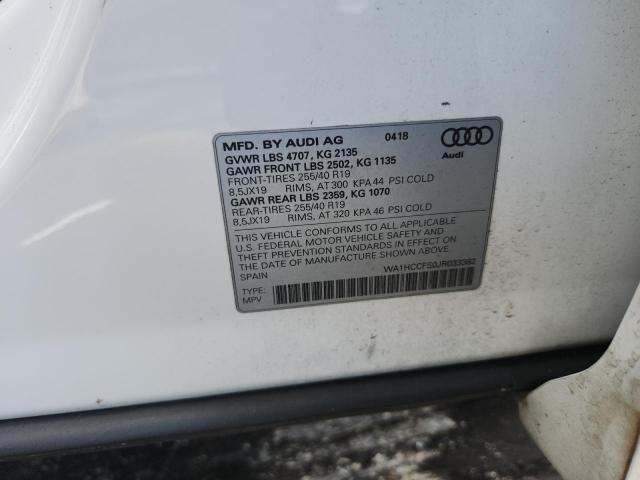 MFD. BY AUDI AG 0418
GVWR LBS 4707, KG 2135
GAWR FRONT LBS 2502, KG 1135
FRONT-TIRES 255/40 R19
8,5JX19 RIMS, AT 300 KPA 44 PSI COLD
GAWR REAR LBS 2359, KG 1070
REAR-TIRES 255/40 R19
8,5JX19 RIMS, AT 320 KPA 46 PSI COLD
Audi
THIS VEHICLE CONFORMS TO ALL APPLICABLE
U.S. FEDERAL MOTOR VEHICLE SAFETY AND
THEFT PREVENTION STANDARDS IN EFFECT ON
THE DATE OF MANUFACTURE SHOWN ABOVE.
SPAIN
WA1HCCFS0JR033382
TYPE:
MPV